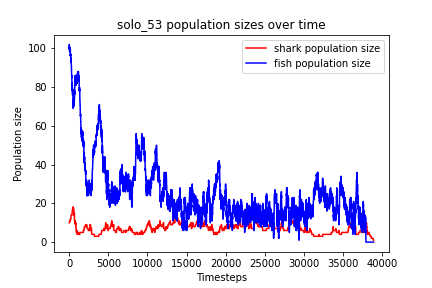 solo_53 population sizes over time
shark population size
fish population size
Population size
100
80
60
40
20
0
0 5000 10000 15000 20000 25000 30000 35000 40000
Timesteps